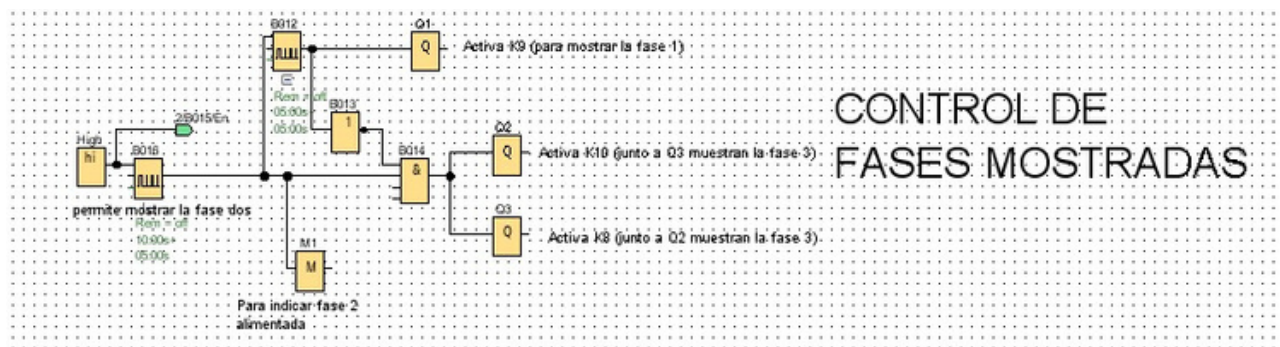 B012
Q1
Q
Activa K9 (para mostrar la fase 1)
Rem = off
05:00s+
05:00s
B013
1
CONTROL DE
FASES MOSTRADAS
2/B015/En
High
hi
B016
B014
&
Q2
Q
Activa K10 (junto a Q3 muestran la fase 3)
permite mostrar la fase dos
Rem = off
10:00s+
05:00s
Q3
Q
Activa K8 (junto a Q2 muestran la fase 3)
M1
M
Para indicar fase 2
alimentada